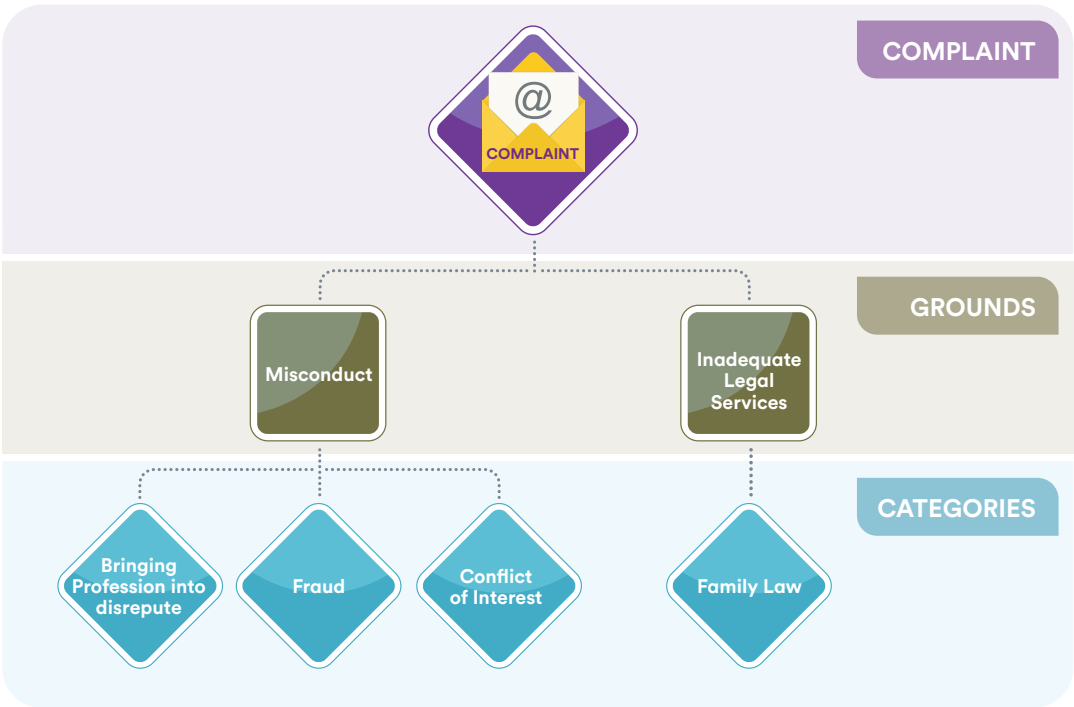 COMPLAINT
@
COMPLAINT
GROUNDS
Misconduct
Inadequate
Legal
Services
CATEGORIES
Bringing
Profession into
disrepute
Fraud
Conflict
of Interest
Family Law